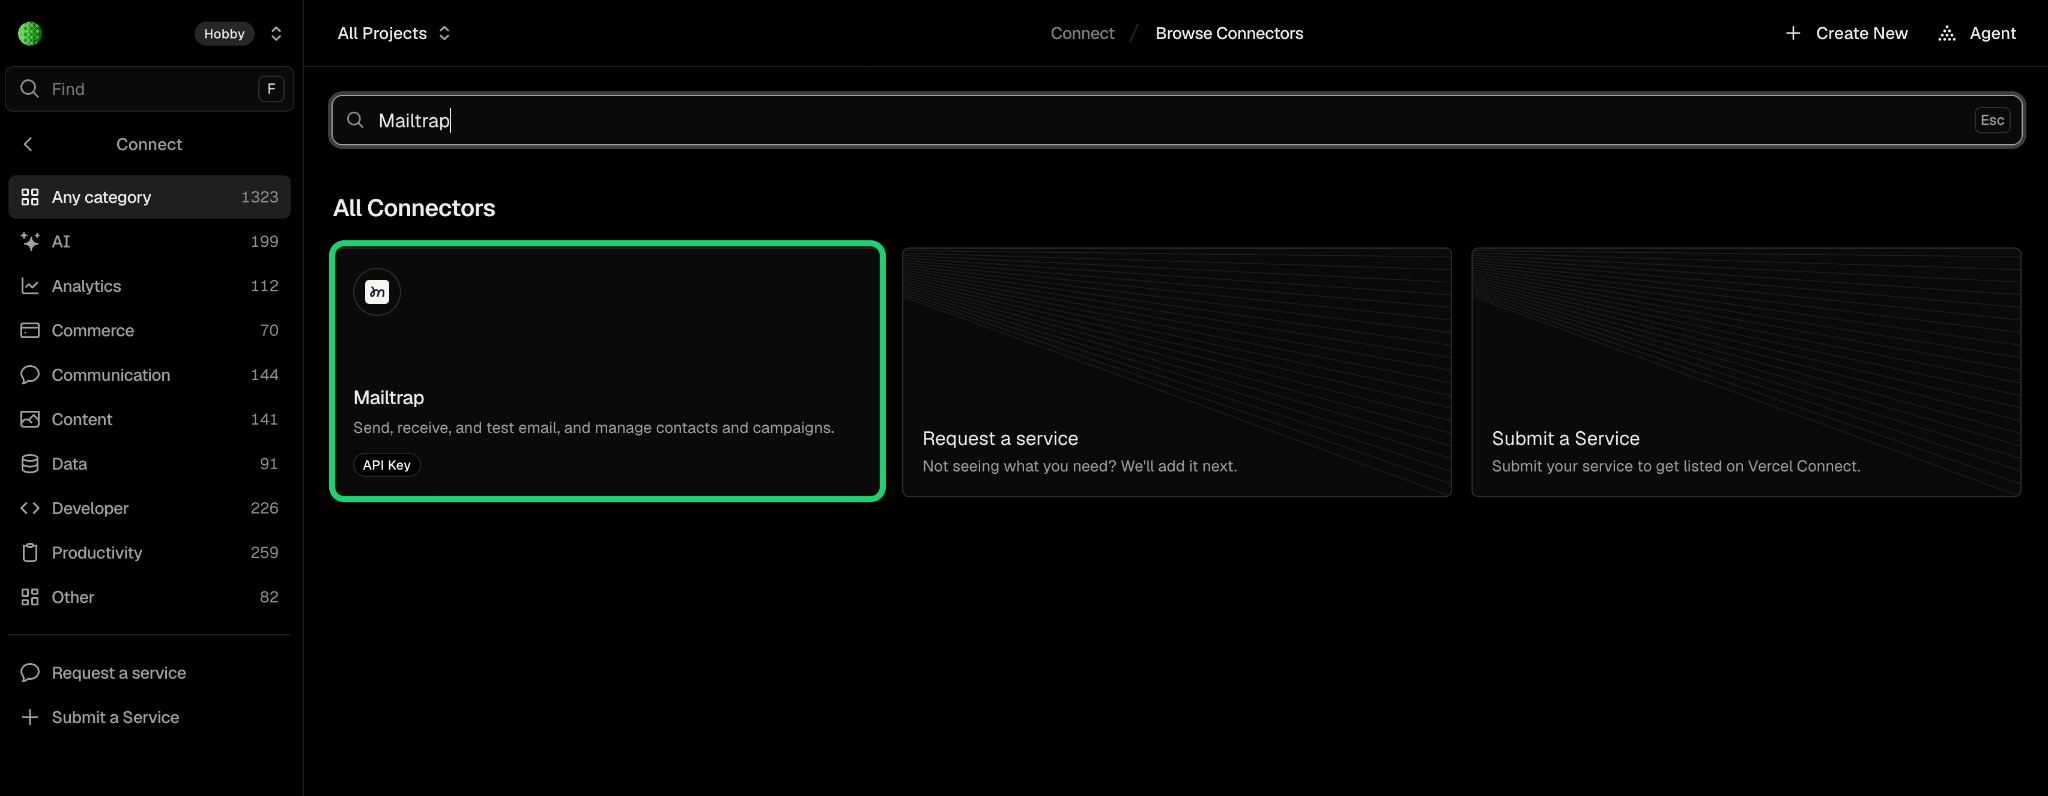 Hobby
All Projects
Connect / Browse Connectors
Create New
Agent
Find
F
Mailtrap
Esc
Connect
Any category 1323
AI 199
Analytics 112
Commerce 70
Communication 144
Content 141
Data 91
Developer 226
Productivity 259
Other 82
Request a service
Submit a Service
All Connectors
Mailtrap
Send, receive, and test email, and manage contacts and campaigns.
API Key
Request a service
Not seeing what you need? We'll add it next.
Submit a Service
Submit your service to get listed on Vercel Connect.